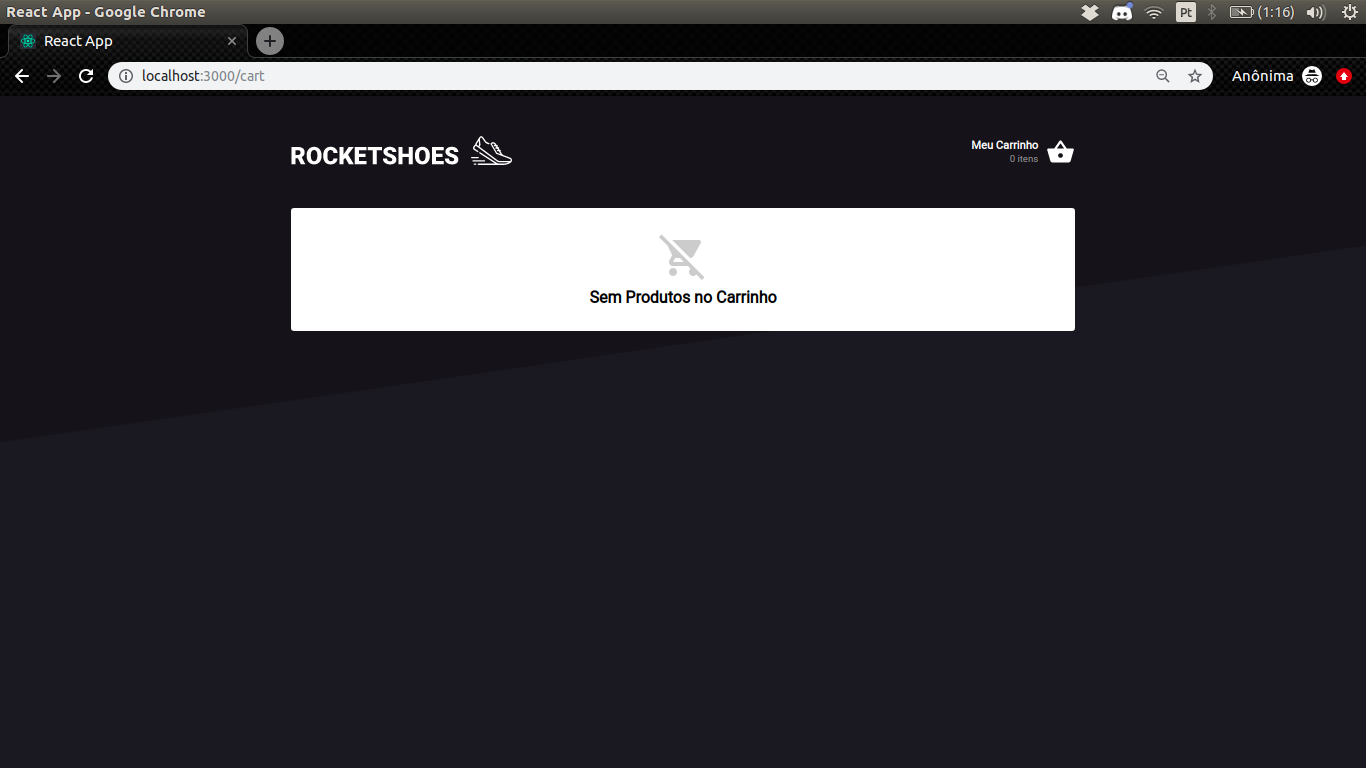 React App - Google Chrome
Pt
(1:16)
React App
localhost:3000/cart
Anônima
ROCKETSHOES
Meu Carrinho
0 itens
Sem Produtos no Carrinho